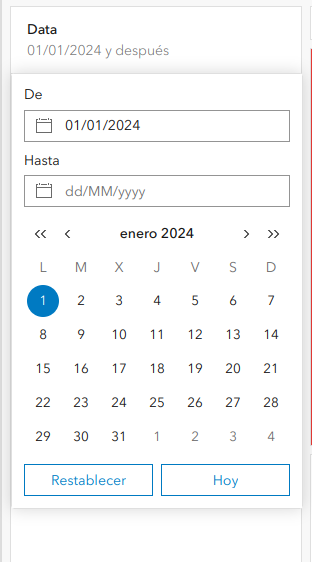 Data
01/01/2024 y después
De
01/01/2024
Hasta
dd/MM/yyyy
enero 2024
L M X J V S D
1 2 3 4 5 6 7
8 9 10 11 12 13 14
15 16 17 18 19 20 21
22 23 24 25 26 27 28
29 30 31 1 2 3 4
Restablecer Hoy